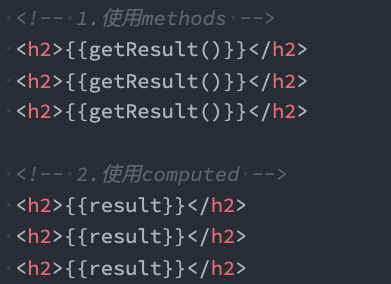 <!-- 1.使用methods -->
<h2>{{getResult()}}</h2>
<h2>{{getResult()}}</h2>
<h2>{{getResult()}}</h2>
<!-- 2.使用computed -->
<h2>{{result}}</h2>
<h2>{{result}}</h2>
<h2>{{result}}</h2>